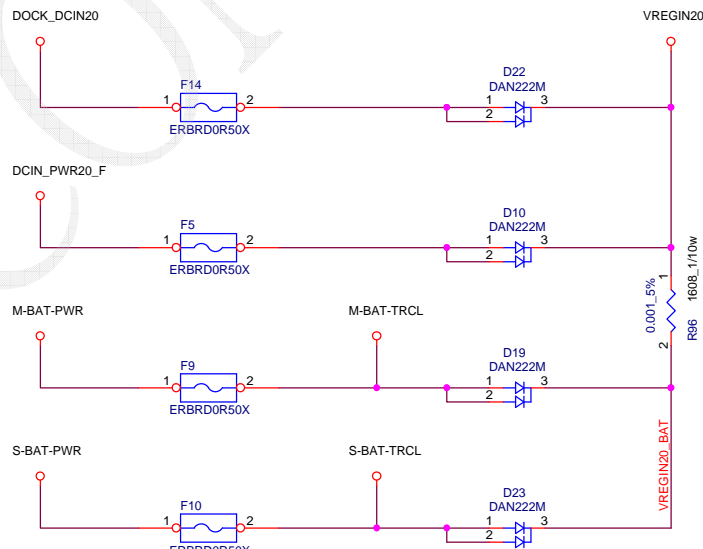 DOCK_DCIN20
VREGIN20
F14
1
2
ERBRD0R50X
D22
DAN222M
1
2
3
DCIN_PWR20_F
F5
1
2
ERBRD0R50X
D10
DAN222M
1
2
3
0.001_5%
1
2
R96
1608_1/10w
M-BAT-PWR
M-BAT-TRCL
F9
1
2
ERBRD0R50X
D19
DAN222M
1
2
3
VREGIN20_BAT
S-BAT-PWR
S-BAT-TRCL
F10
1
2
ERBRD0R50X
D23
DAN222M
1
2
3